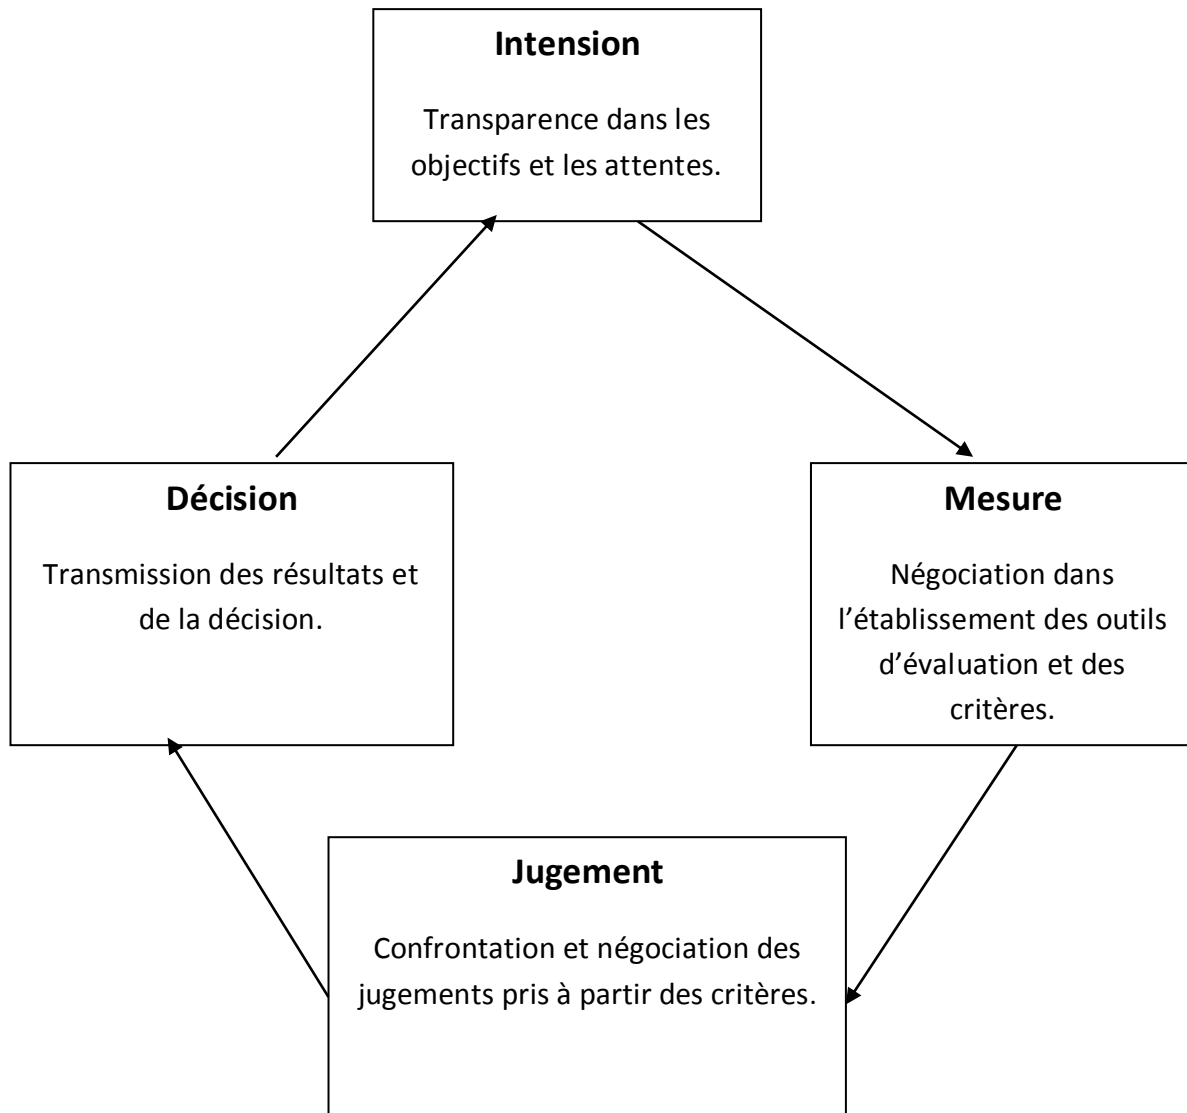 Intension
Transparence dans les
objectifs et les attentes.
Décision
Transmission des résultats et
de la décision.
Mesure
Négociation dans
l’établissement des outils
d’évaluation et des
critères.
Jugement
Confrontation et négociation des
jugements pris à partir des critères.